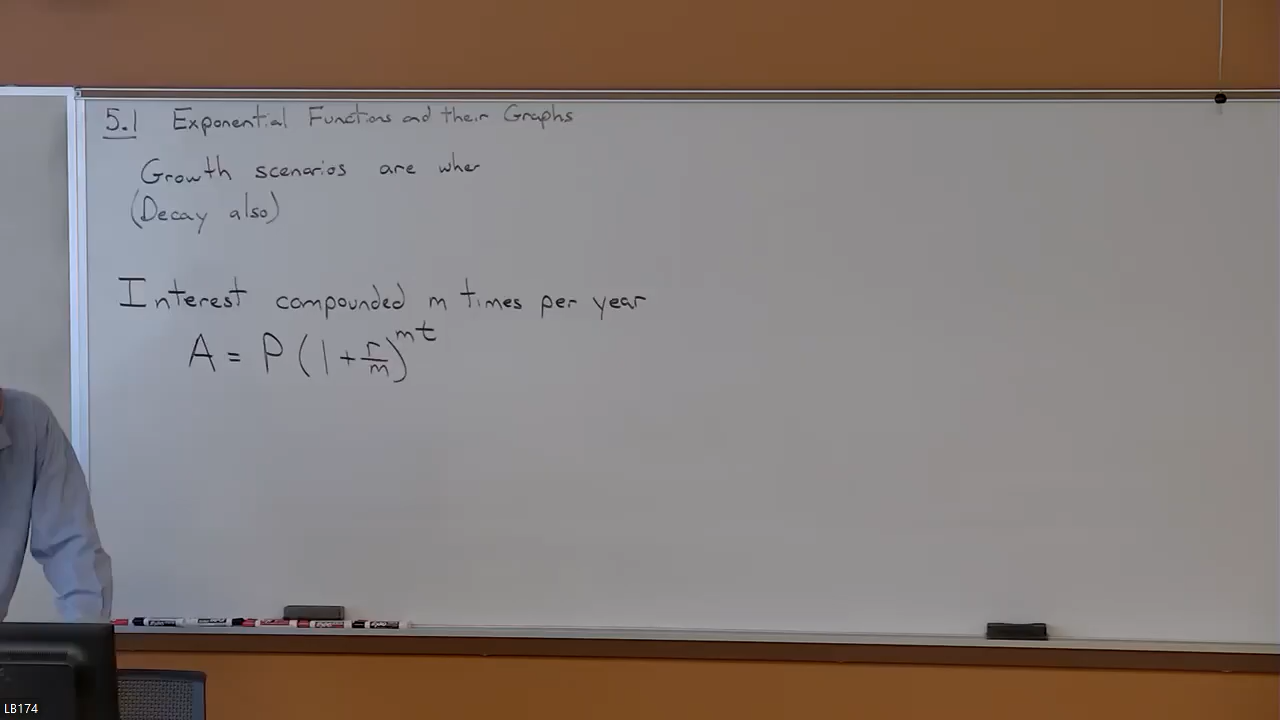 5.1 Exponential Functions and their Graphs
Growth scenarios are wher
(Decay also)
Interest compounded m times per year
A = P(1+r/m)^mt
LB174